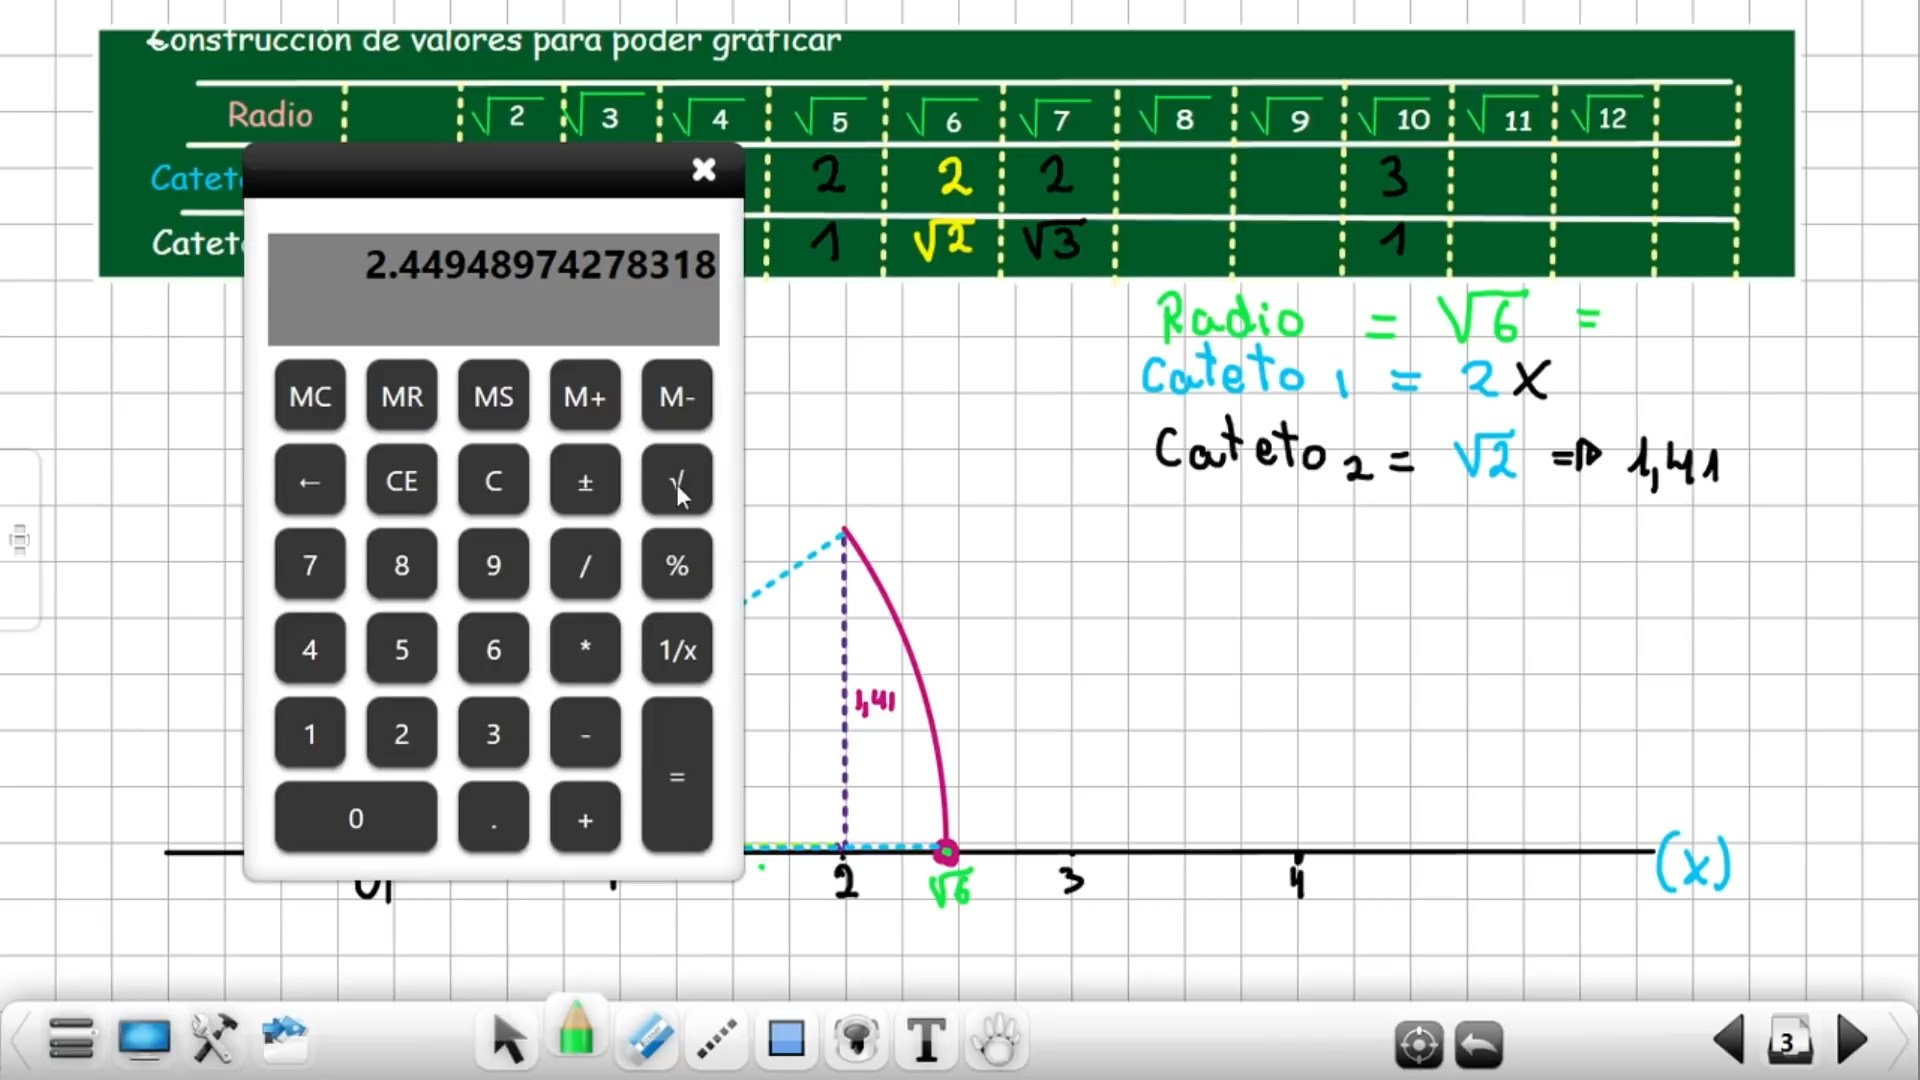 Construcción de valores para poder gráficar
Radio √2 √3 √4 √5 √6 √7 √8 √9 √10 √11 √12
Catet 2 2 2 3
Catet 1 √2 √3 1
2.44948974278318
MC MR MS M+ M-
← CE C ± √
7 8 9 / %
4 5 6 * 1/x
1 2 3 - =
0 . +
Radio = √6 =
Cateto 1 = 2 X
Cateto 2 = √2 => 1,41
1,41
2 √6 3 4 (x)
T
3